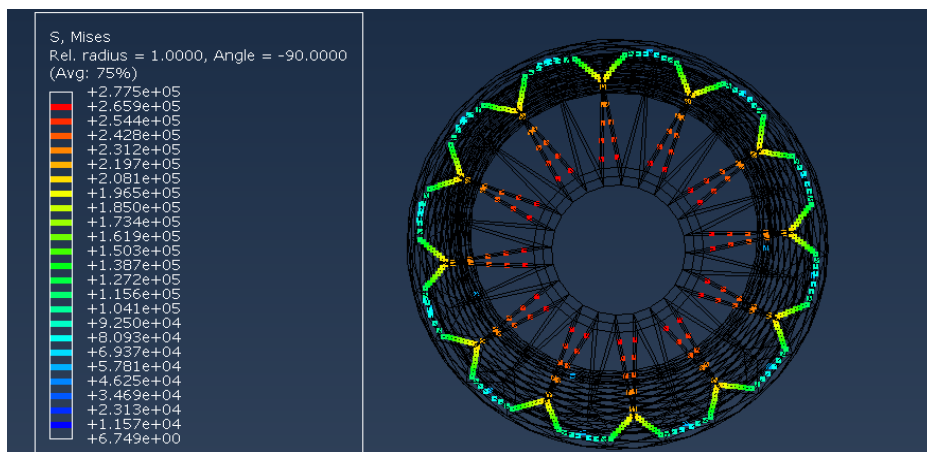 S, Mises
Rel. radius = 1.0000, Angle = -90.0000
(Avg: 75%)
+2.775e+05
+2.659e+05
+2.544e+05
+2.428e+05
+2.312e+05
+2.197e+05
+2.081e+05
+1.965e+05
+1.850e+05
+1.734e+05
+1.619e+05
+1.503e+05
+1.387e+05
+1.272e+05
+1.156e+05
+1.041e+05
+9.250e+04
+8.093e+04
+6.937e+04
+5.781e+04
+4.625e+04
+3.469e+04
+2.313e+04
+1.157e+04
+6.749e+00